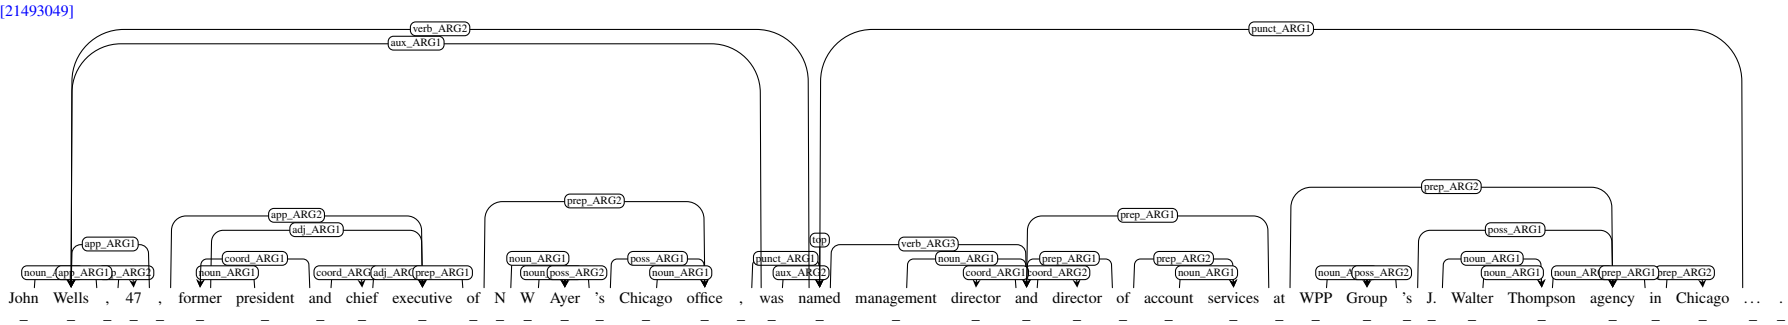 [21493049]
verb_ARG2 punct_ARG1
aux_ARG1
prep_ARG2
prep_ARG2
app_ARG2 prep_ARG1
adj_ARG1 poss_ARG1
top
app_ARG1 verb_ARG3
coord_ARG1 noun_ARG1 poss_ARG1 punct_ARG1 noun_ARG1 prep_ARG1 prep_ARG2 noun_ARG1
app_ARG1 noun_ARG1 prep_ARG1 poss_ARG2 noun_ARG1 aux_ARG2 coord_ARG1 coord_ARG2 noun_ARG1 poss_ARG2 noun_ARG1 prep_ARG1 prep_ARG2
John Wells , 47 , former president and chief executive of N W Ayer 's Chicago office , was named management director and director of account services at WPP Group 's J. Walter Thompson agency in Chicago ... .